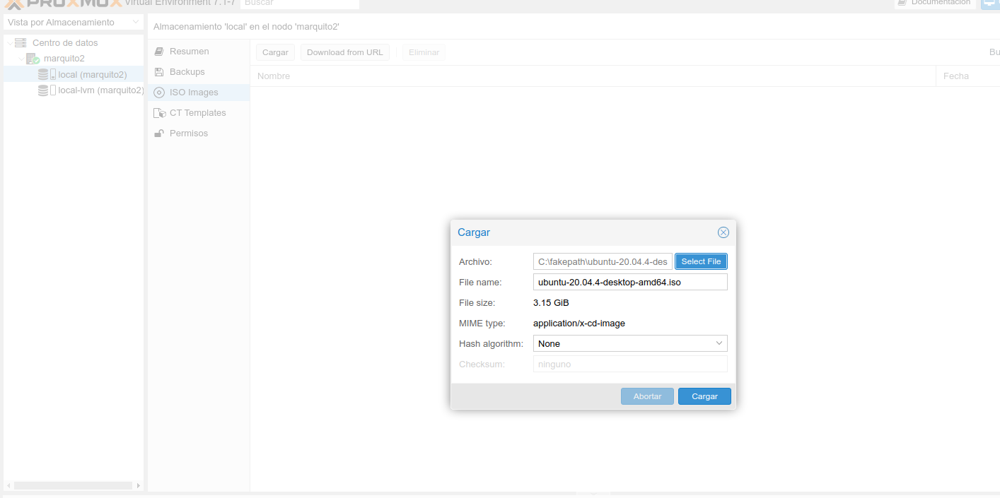 PROXMOX Virtual Environment 7.1-7 Buscar Documentación
Vista por Almacenamiento
Almacenamiento 'local' en el nodo 'marquito2'
Centro de datos
marquito2
local (marquito2)
local-lvm (marquito2)
Resumen
Backups
ISO Images
CT Templates
Permisos
Cargar Download from URL Eliminar Bu
Nombre Fecha
Cargar
Archivo: C:\fakepath\ubuntu-20.04.4-des Select File
File name: ubuntu-20.04.4-desktop-amd64.iso
File size: 3.15 GiB
MIME type: application/x-cd-image
Hash algorithm: None
Checksum: ninguno
Abortar Cargar